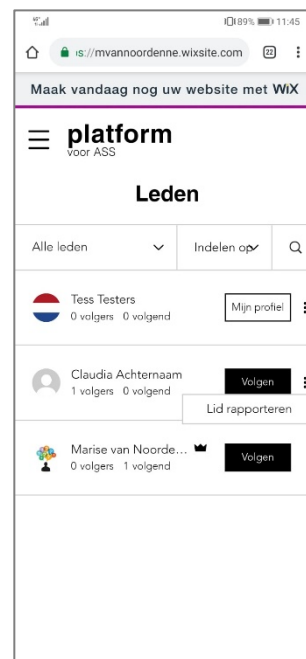 89% 11:45
s://mvannoordenne.wixsite.com 22
Maak vandaag nog uw website met WiX
platform
voor ASS
Leden
Alle leden Indelen op
Tess Testers
0 volgers 0 volgend
Mijn profiel
Claudia Achternaam
1 volgers 0 volgend
Volgen
Lid rapporteren
Marise van Noorde...
0 volgers 1 volgend
Volgen